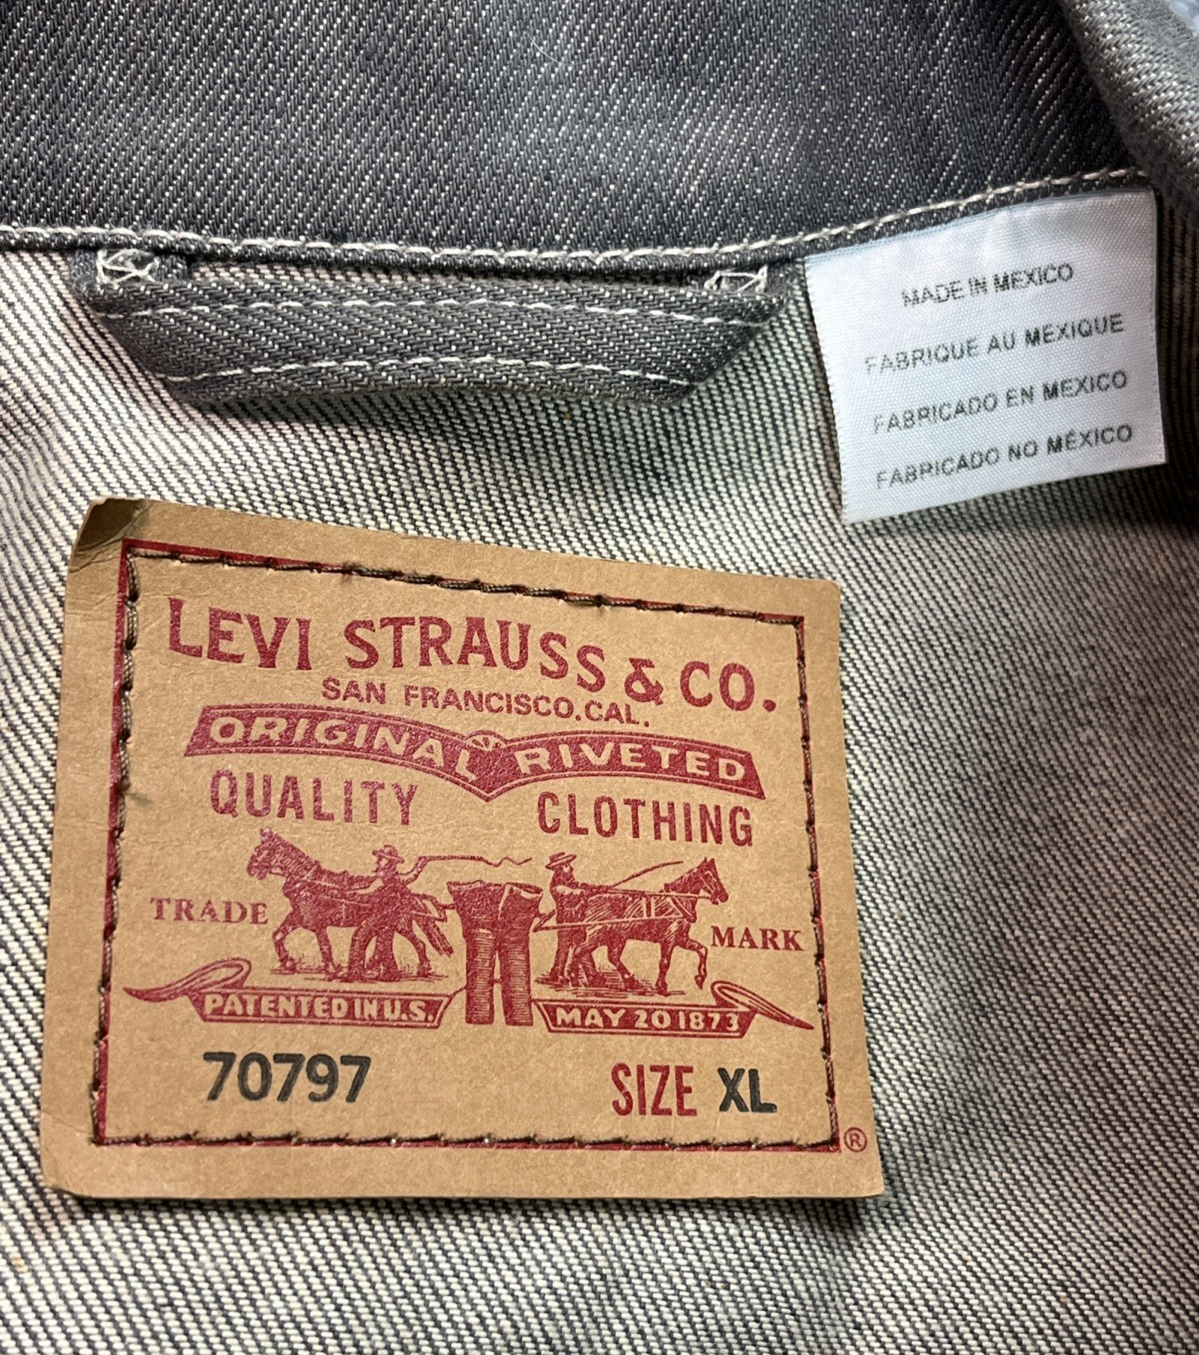 MADE IN MEXICO
FABRIQUE AU MEXIQUE
FABRICADO EN MEXICO
FABRICADO NO MÉXICO
LEVI STRAUSS & CO.
SAN FRANCISCO, CAL.
ORIGINAL RIVETED
QUALITY CLOTHING
TRADE MARK
PATENTED IN U.S. MAY 20 1873
70797 SIZE XL
®